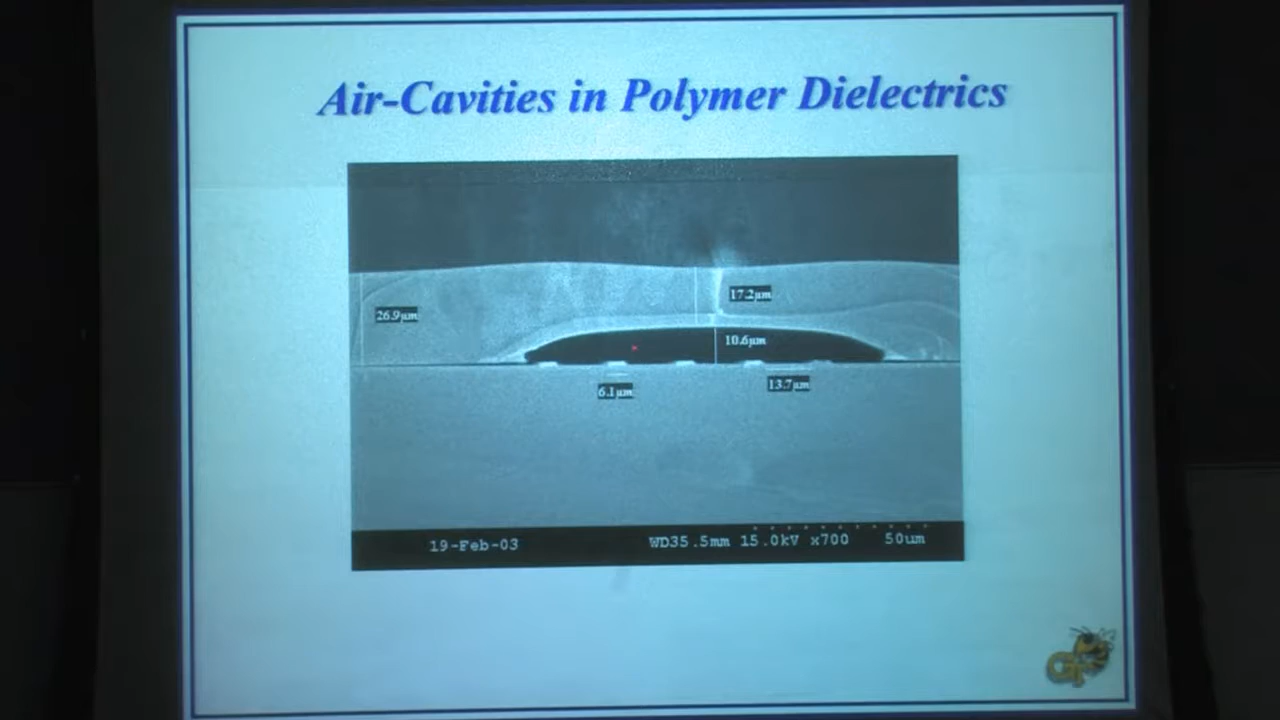 Air-Cavities in Polymer Dielectrics
17.2µm
26.9µm
10.6µm
6.1µm
13.7µm
19-Feb-03 WD35.5mm 15.0kV x700 50um
GT